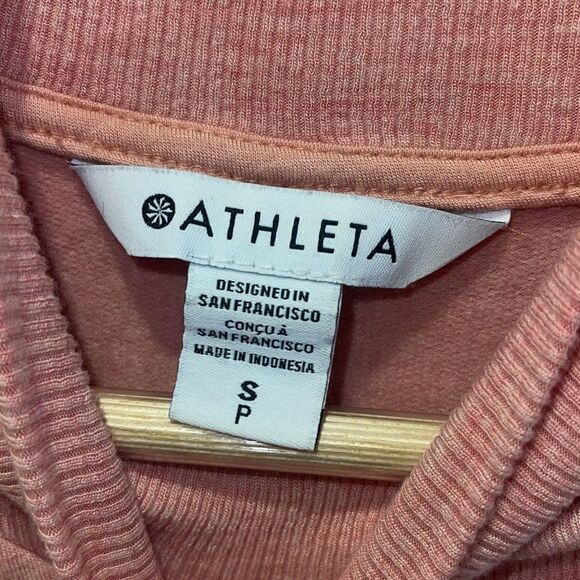 ATHLETA
DESIGNED IN
SAN FRANCISCO
CONÇU À
SAN FRANCISCO
MADE IN INDONESIA
S
P